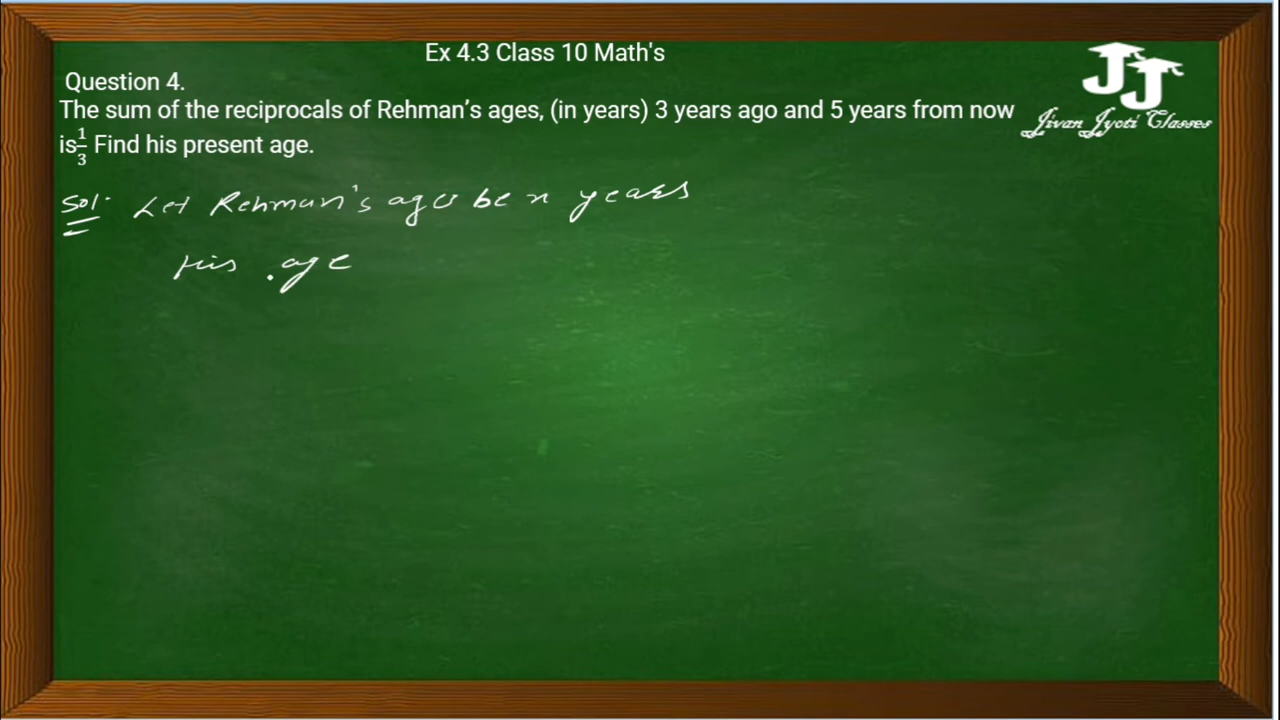 Ex 4.3 Class 10 Math's
JJ
Jivan Jyoti Classes
Question 4.
The sum of the reciprocals of Rehman’s ages, (in years) 3 years ago and 5 years from now
is 1/3 Find his present age.
Sol. Let Rehman's age be x years
His age